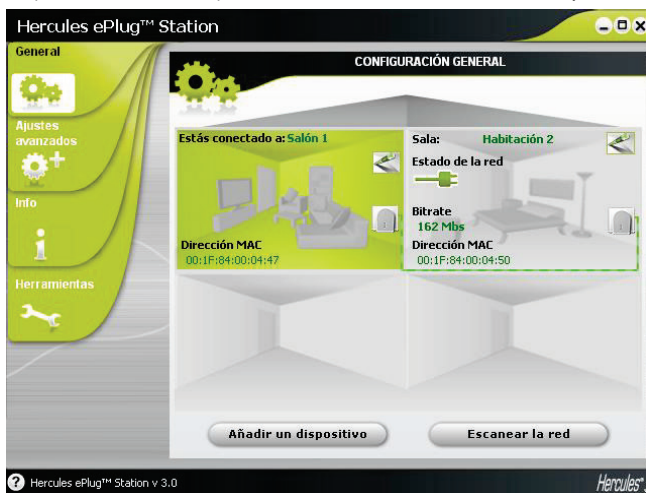 Hercules ePlug™ Station
General
Ajustes
avanzados
Info
Herramientas
CONFIGURACIÓN GENERAL
Estás conectado a: Salón 1
Dirección MAC
00:1F:84:00:04:47
Sala: Habitación 2
Estado de la red
Bitrate
162 Mbs
Dirección MAC
00:1F:84:00:04:50
Añadir un dispositivo
Escanear la red
Hercules ePlug™ Station v 3.0
Hercules